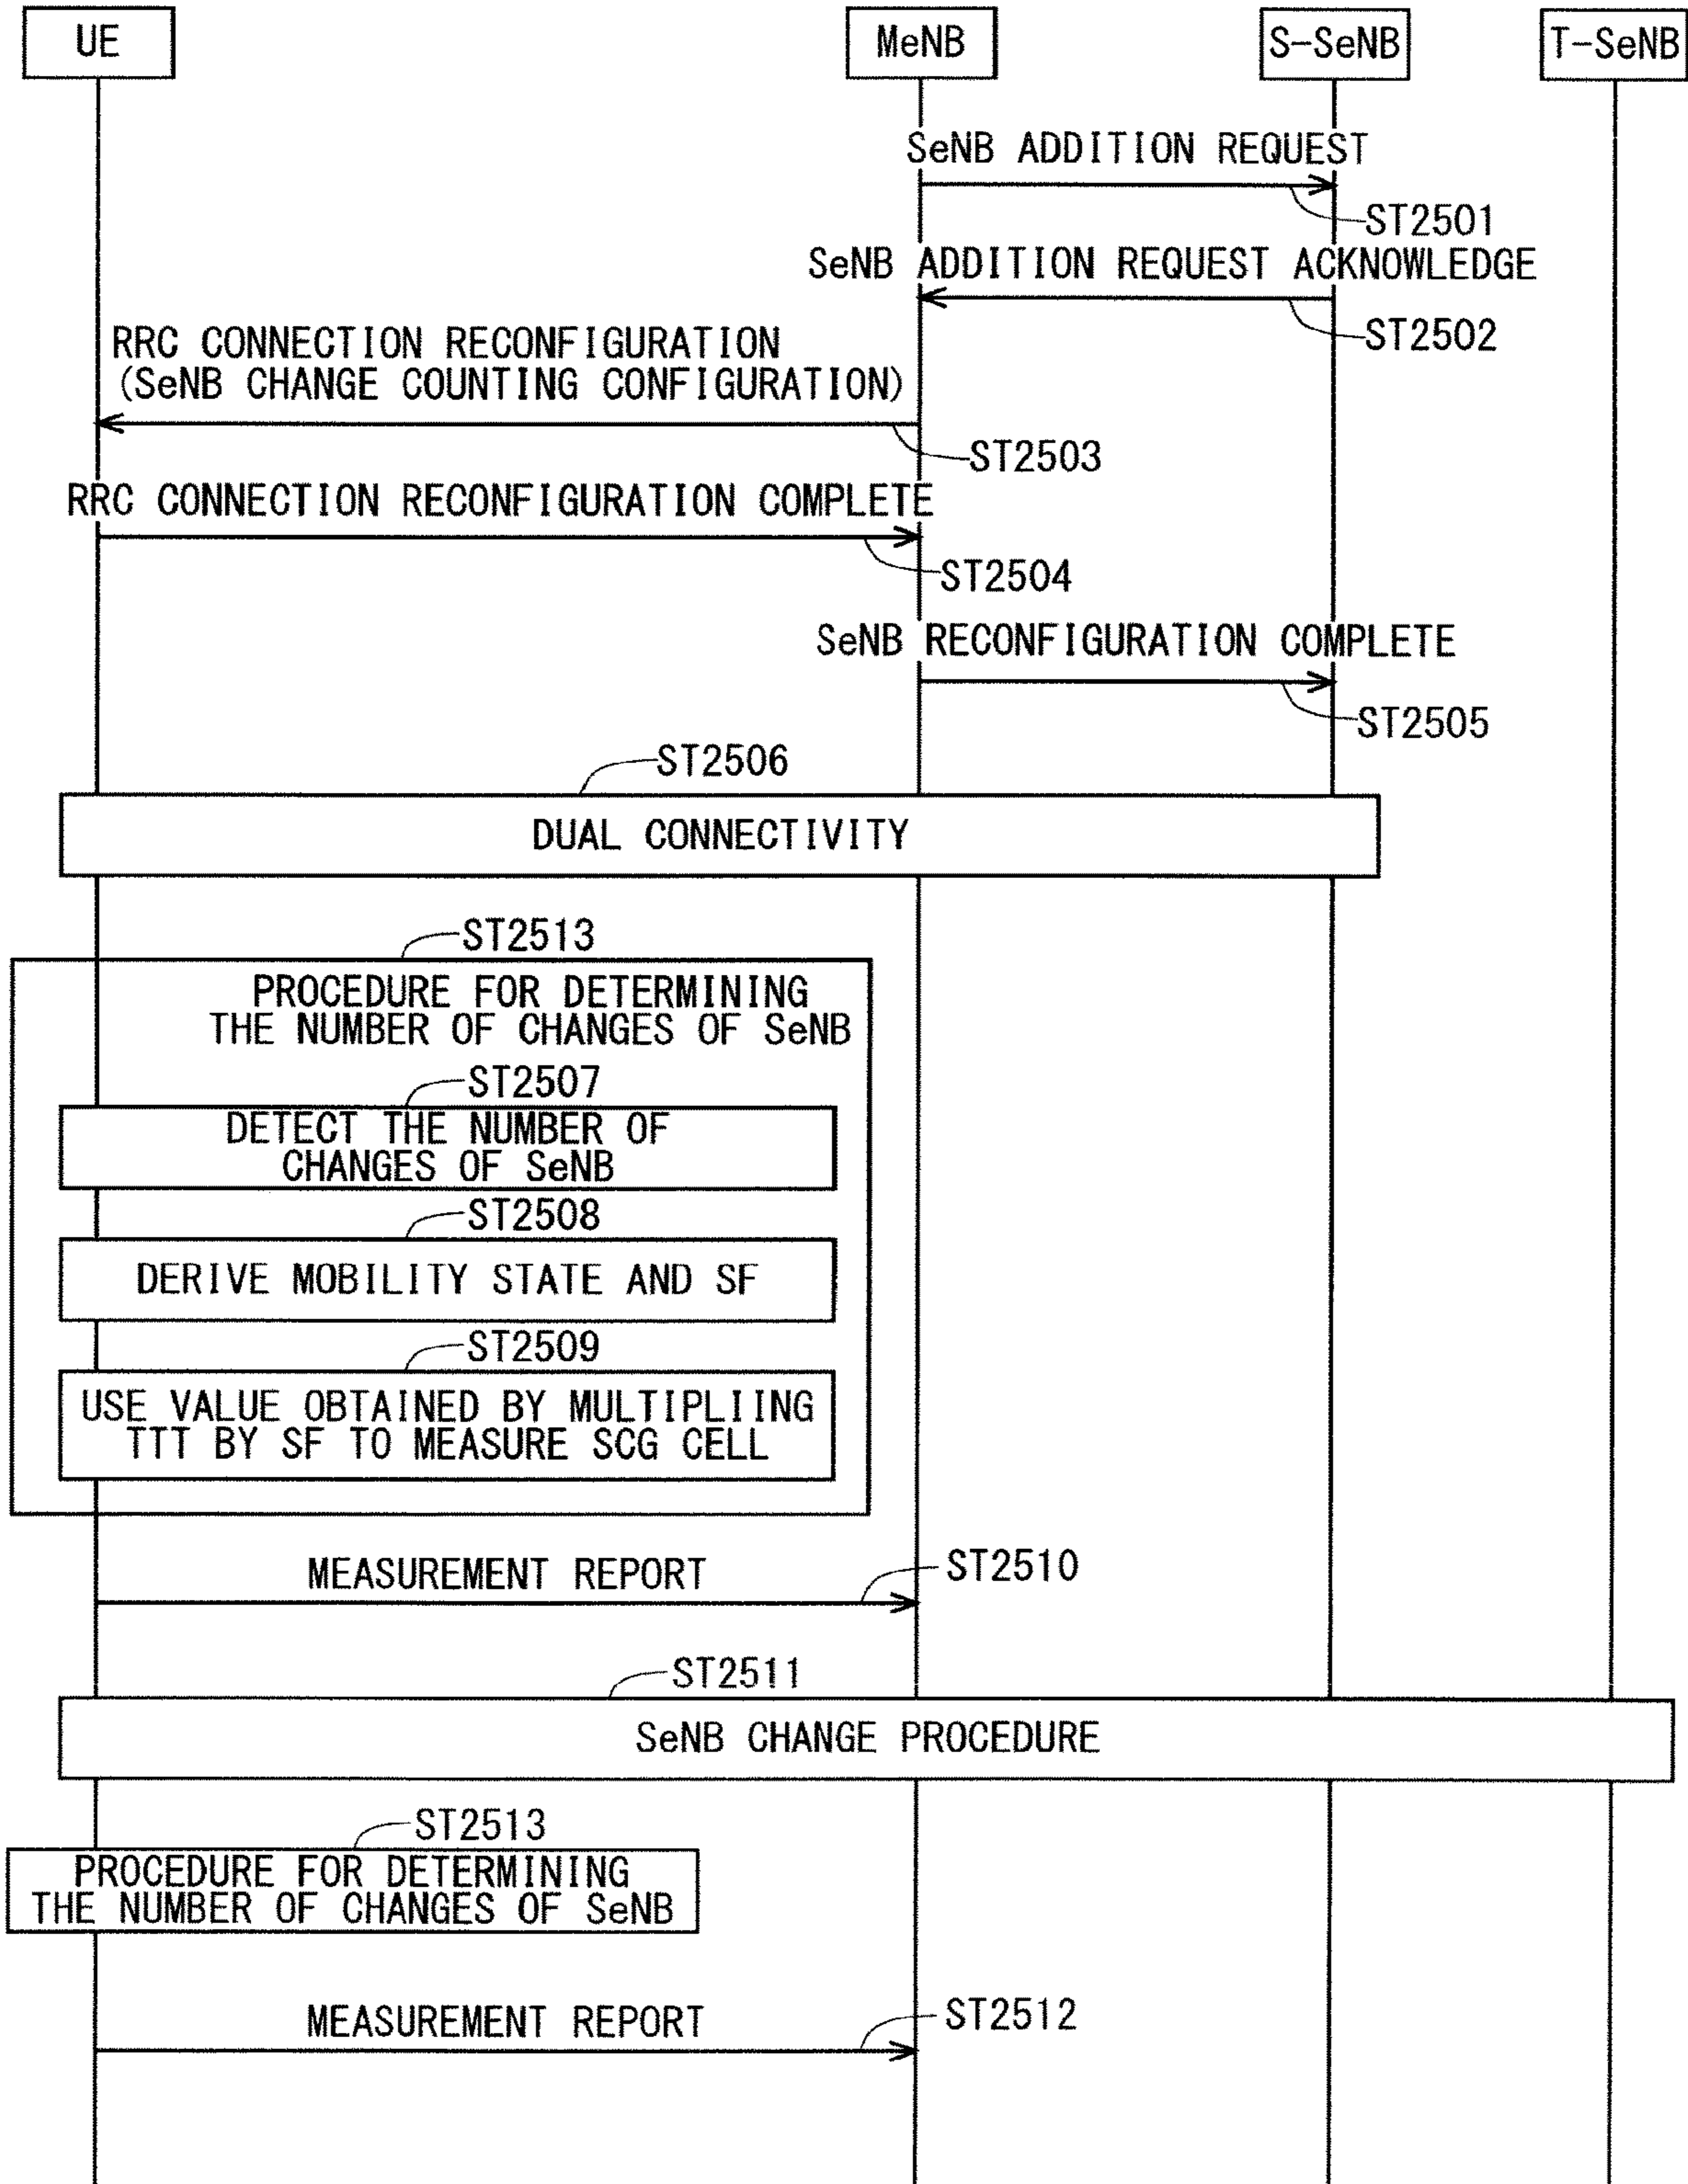 UE
MeNB
S-SeNB
T-SeNB
SeNB ADDITION REQUEST
ST2501
SeNB ADDITION REQUEST ACKNOWLEDGE
ST2502
RRC CONNECTION RECONFIGURATION
(SeNB CHANGE COUNTING CONFIGURATION)
ST2503
RRC CONNECTION RECONFIGURATION COMPLETE
ST2504
SeNB RECONFIGURATION COMPLETE
ST2505
ST2506
DUAL CONNECTIVITY
ST2513
PROCEDURE FOR DETERMINING
THE NUMBER OF CHANGES OF SeNB
ST2507
DETECT THE NUMBER OF
CHANGES OF SeNB
ST2508
DERIVE MOBILITY STATE AND SF
ST2509
USE VALUE OBTAINED BY MULTIPLIING
TTT BY SF TO MEASURE SCG CELL
MEASUREMENT REPORT
ST2510
ST2511
SeNB CHANGE PROCEDURE
ST2513
PROCEDURE FOR DETERMINING
THE NUMBER OF CHANGES OF SeNB
MEASUREMENT REPORT
ST2512